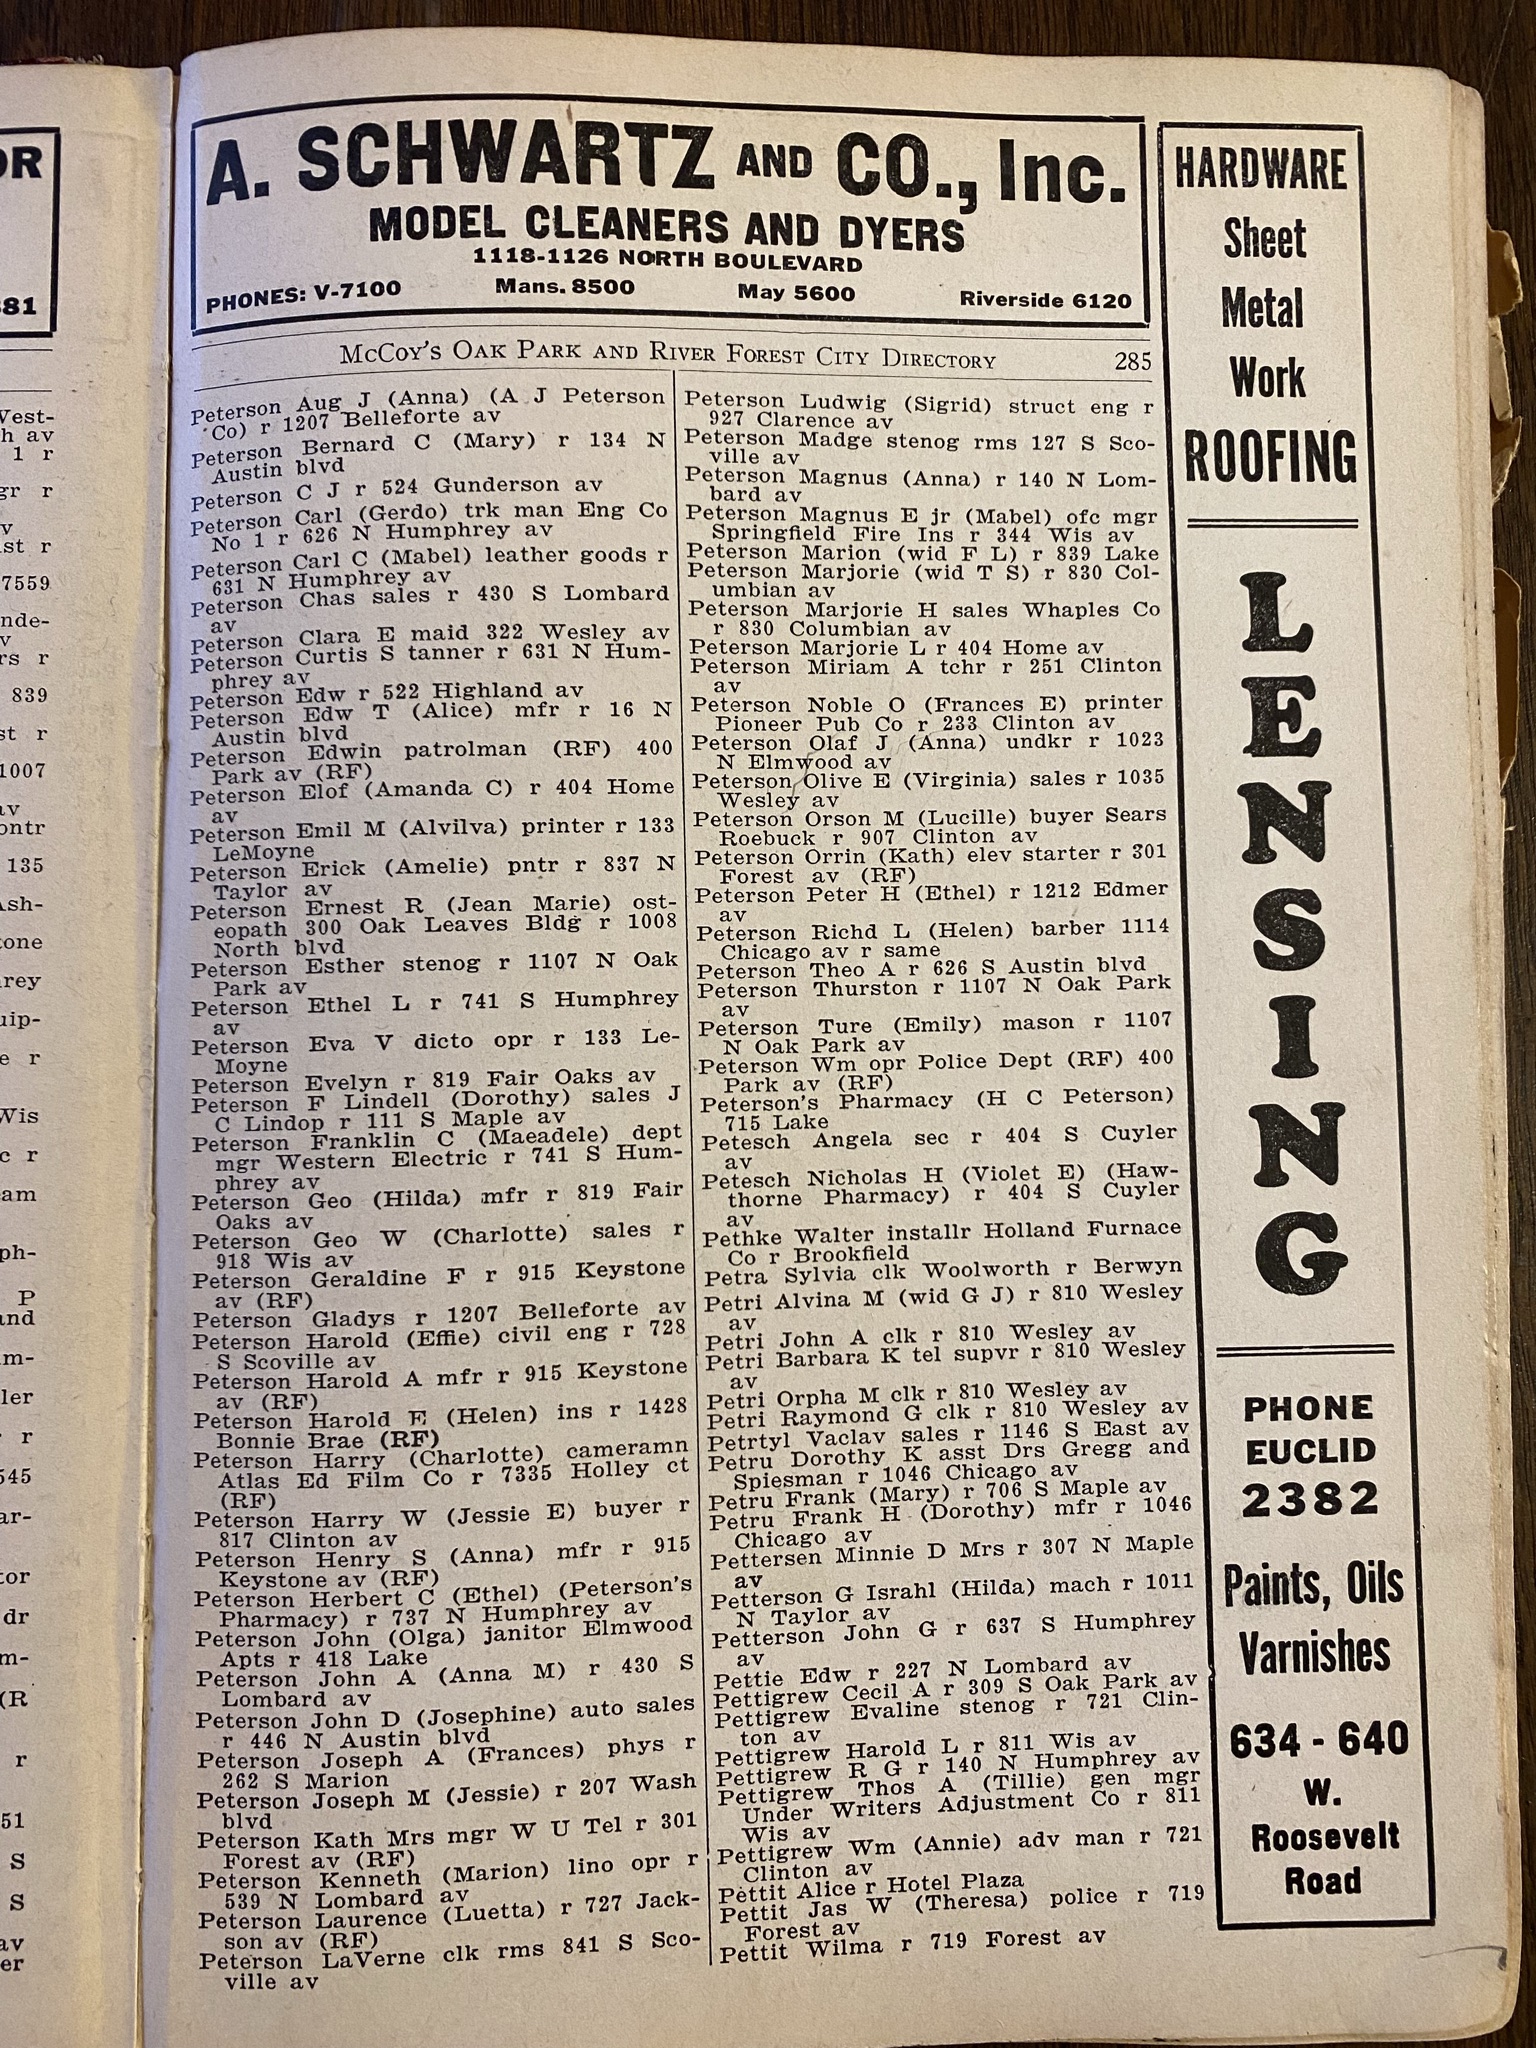 A. SCHWARTZ AND CO., Inc.
MODEL CLEANERS AND DYERS
1118-1126 NORTH BOULEVARD
PHONES: V-7100 Mans. 8500 May 5600 Riverside 6120
McCoy's Oak Park and River Forest City Directory 285
Peterson Aug J (Anna) (A J Peterson
Co) r 1207 Belleforte av
Peterson Bernard C (Mary) r 134 N
Austin blvd
Peterson C J r 524 Gunderson av
Peterson Carl (Gerdo) trk man Eng Co
No 1 r 626 N Humphrey av
Peterson Carl C (Mabel) leather goods r
631 N Humphrey av
Peterson Chas sales r 430 S Lombard
av
Peterson Clara E maid 322 Wesley av
Peterson Curtis S tanner r 631 N Hum-
phrey av
Peterson Edw r 522 Highland av
Peterson Edw T (Alice) mfr r 16 N
Austin blvd
Peterson Edwin patrolman (RF) 400
Park av (RF)
Peterson Elof (Amanda C) r 404 Home
av
Peterson Emil M (Alvilva) printer r 133
LeMoyne
Peterson Erick (Amelie) pntr r 837 N
Taylor av
Peterson Ernest R (Jean Marie) ost-
eopath 300 Oak Leaves Bldg r 1008
North blvd
Peterson Esther stenog r 1107 N Oak
Park av
Peterson Ethel L r 741 S Humphrey
av
Peterson Eva V dicto opr r 133 Le-
Moyne
Peterson Evelyn r 819 Fair Oaks av
Peterson F Lindell (Dorothy) sales J
C Lindop r 111 S Maple av
Peterson Franklin C (Maeadele) dept
mgr Western Electric r 741 S Hum-
phrey av
Peterson Geo (Hilda) mfr r 819 Fair
Oaks av
Peterson Geo W (Charlotte) sales r
918 Wis av
Peterson Geraldine F r 915 Keystone
av (RF)
Peterson Gladys r 1207 Belleforte av
Peterson Harold (Effie) civil eng r 728
S Scoville av
Peterson Harold A mfr r 915 Keystone
av (RF)
Peterson Harold E (Helen) ins r 1428
Bonnie Brae (RF)
Peterson Harry (Charlotte) cameramn
Atlas Ed Film Co r 7335 Holley ct
(RF)
Peterson Harry W (Jessie E) buyer r
817 Clinton av
Peterson Henry S (Anna) mfr r 915
Keystone av (RF)
Peterson Herbert C (Ethel) (Peterson's
Pharmacy) r 737 N Humphrey av
Peterson John (Olga) janitor Elmwood
Apts r 418 Lake
Peterson John A (Anna M) r 430 S
Lombard av
Peterson John D (Josephine) auto sales
r 446 N Austin blvd
Peterson Joseph A (Frances) phys r
262 S Marion
Peterson Joseph M (Jessie) r 207 Wash
blvd
Peterson Kath Mrs mgr W U Tel r 301
Forest av (RF)
Peterson Kenneth (Marion) lino opr r
539 N Lombard av
Peterson Laurence (Luetta) r 727 Jack-
son av (RF)
Peterson LaVerne clk rms 841 S Sco-
ville av
Peterson Ludwig (Sigrid) struct eng r
927 Clarence av
Peterson Madge stenog rms 127 S Sco-
ville av
Peterson Magnus (Anna) r 140 N Lom-
bard av
Peterson Magnus E jr (Mabel) ofc mgr
Springfield Fire Ins r 344 Wis av
Peterson Marion (wid F L) r 839 Lake
Peterson Marjorie (wid T S) r 830 Col-
umbian av
Peterson Marjorie H sales Whaples Co
r 830 Columbian av
Peterson Marjorie L r 404 Home av
Peterson Miriam A tchr r 251 Clinton
av
Peterson Noble O (Frances E) printer
Pioneer Pub Co r 233 Clinton av
Peterson Olaf J (Anna) undkr r 1023
N Elmwood av
Peterson Olive E (Virginia) sales r 1035
Wesley av
Peterson Orson M (Lucille) buyer Sears
Roebuck r 907 Clinton av
Peterson Orrin (Kath) elev starter r 301
Forest av (RF)
Peterson Peter H (Ethel) r 1212 Edmer
av
Peterson Richd L (Helen) barber 1114
Chicago av r same
Peterson Theo A r 626 S Austin blvd
Peterson Thurston r 1107 N Oak Park
av
Peterson Ture (Emily) mason r 1107
N Oak Park av
Peterson Wm opr Police Dept (RF) 400
Park av (RF)
Peterson's Pharmacy (H C Peterson)
715 Lake
Petesch Angela sec r 404 S Cuyler
av
Petesch Nicholas H (Violet E) (Haw-
thorne Pharmacy) r 404 S Cuyler
av
Pethke Walter installr Holland Furnace
Co r Brookfield
Petra Sylvia clk Woolworth r Berwyn
Petri Alvina M (wid G J) r 810 Wesley
av
Petri John A clk r 810 Wesley av
Petri Barbara K tel supvr r 810 Wesley
av
Petri Orpha M clk r 810 Wesley av
Petri Raymond G clk r 810 Wesley av
Petrtyl Vaclav sales r 1146 S East av
Petru Dorothy K asst Drs Gregg and
Spiesman r 1046 Chicago av
Petru Frank (Mary) r 706 S Maple av
Petru Frank H (Dorothy) mfr r 1046
Chicago av
Pettersen Minnie D Mrs r 307 N Maple
av
Petterson G Israhl (Hilda) mach r 1011
N Taylor av
Petterson John G r 637 S Humphrey
av
Pettie Edw r 227 N Lombard av
Pettigrew Cecil A r 309 S Oak Park av
Pettigrew Evaline stenog r 721 Clin-
ton av
Pettigrew Harold L r 811 Wis av
Pettigrew R G r 140 N Humphrey av
Pettigrew Thos A (Tillie) gen mgr
Under Writers Adjustment Co r 811
Wis av
Pettigrew Wm (Annie) adv man r 721
Clinton av
Pettit Alice r Hotel Plaza
Pettit Jas W (Theresa) police r 719
Forest av
Pettit Wilma r 719 Forest av
HARDWARE
Sheet
Metal
Work
ROOFING
LENSING
PHONE
EUCLID
2382
Paints, Oils
Varnishes
634 - 640
W.
Roosevelt
Road